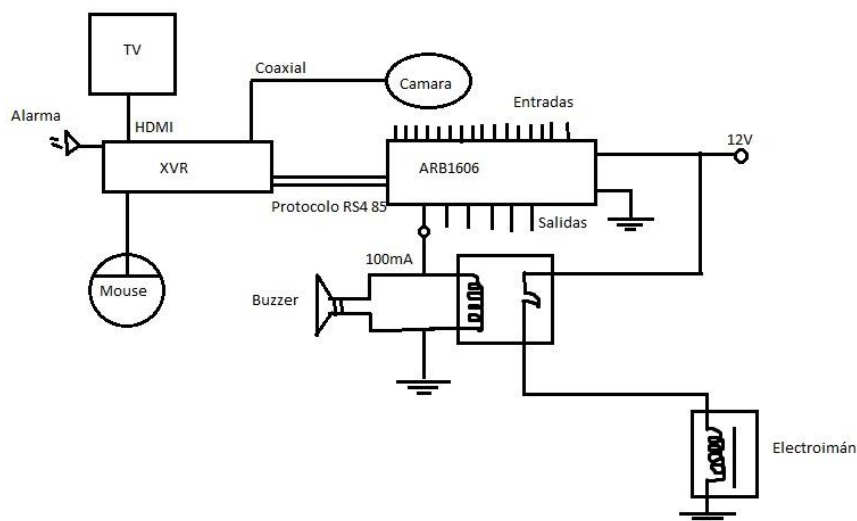 TV
Coaxial
Camara
Alarma
HDMI
Entradas
12V
XVR
ARB1606
Protocolo RS4 85
Salidas
100mA
Mouse
Buzzer
Electroimán